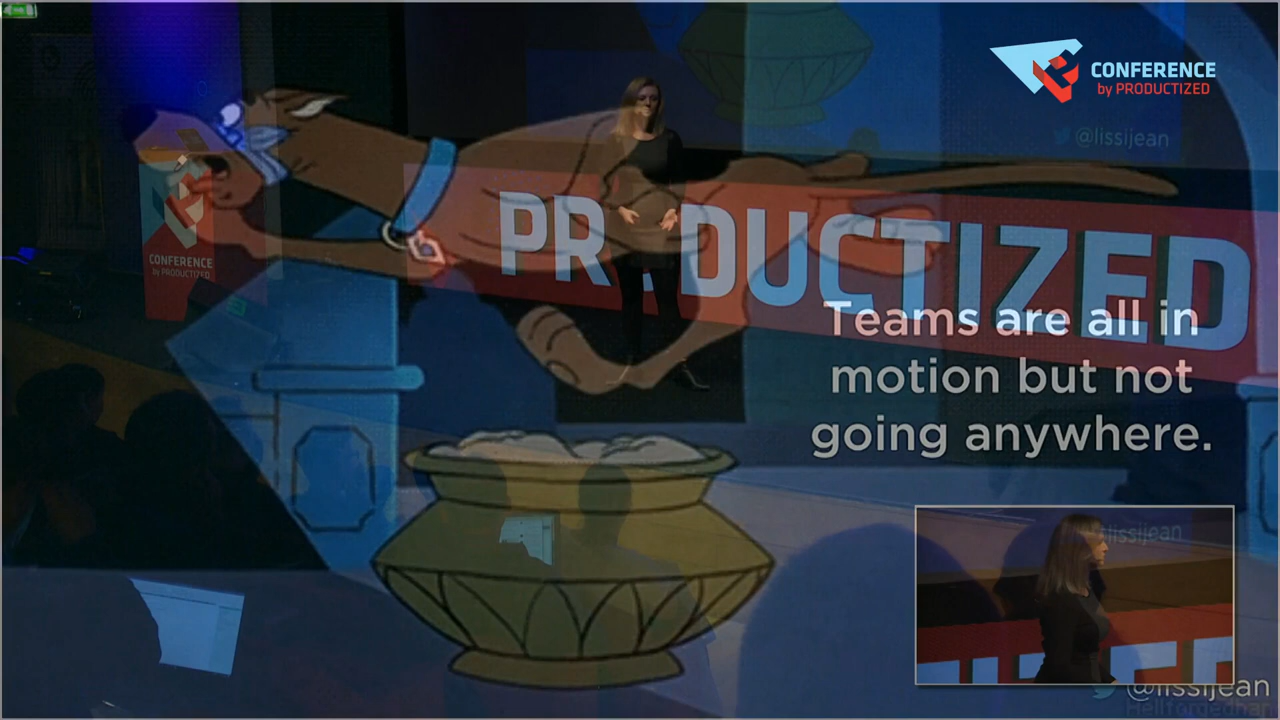 CONFERENCE
by PRODUCTIZED
@lissijean
CONFERENCE
by PRODUCTIZED
PR DUCTIZED
Teams are all in
motion but not
going anywhere.
@lissijean
@lissijean